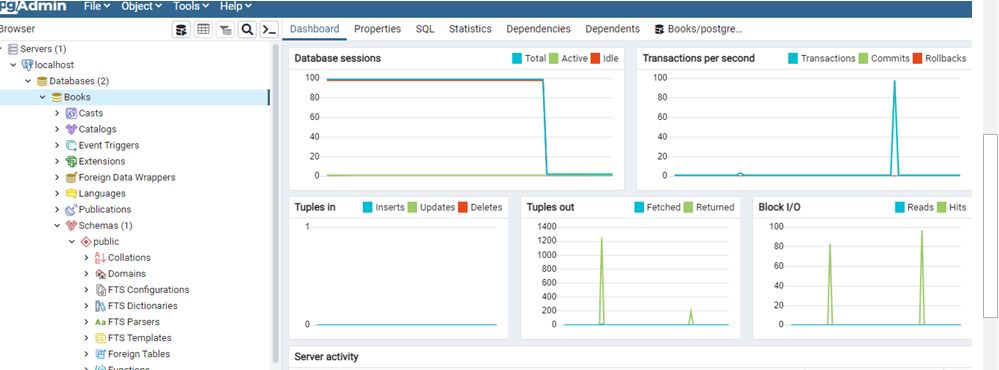 pgAdmin File Object Tools Help
Browser
Dashboard Properties SQL Statistics Dependencies Dependents Books/postgre...
Servers (1)
localhost
Databases (2)
Books
Casts
Catalogs
Event Triggers
Extensions
Foreign Data Wrappers
Languages
Publications
Schemas (1)
public
Collations
Domains
FTS Configurations
FTS Dictionaries
Aa FTS Parsers
FTS Templates
Foreign Tables
Functions
Database sessions Total Active Idle
100
80
60
40
20
0
Transactions per second Transactions Commits Rollbacks
100
80
60
40
20
0
Tuples in Inserts Updates Deletes
1
0
Tuples out Fetched Returned
1400
1200
1000
800
600
400
200
0
Block I/O Reads Hits
100
80
60
40
20
0
Server activity